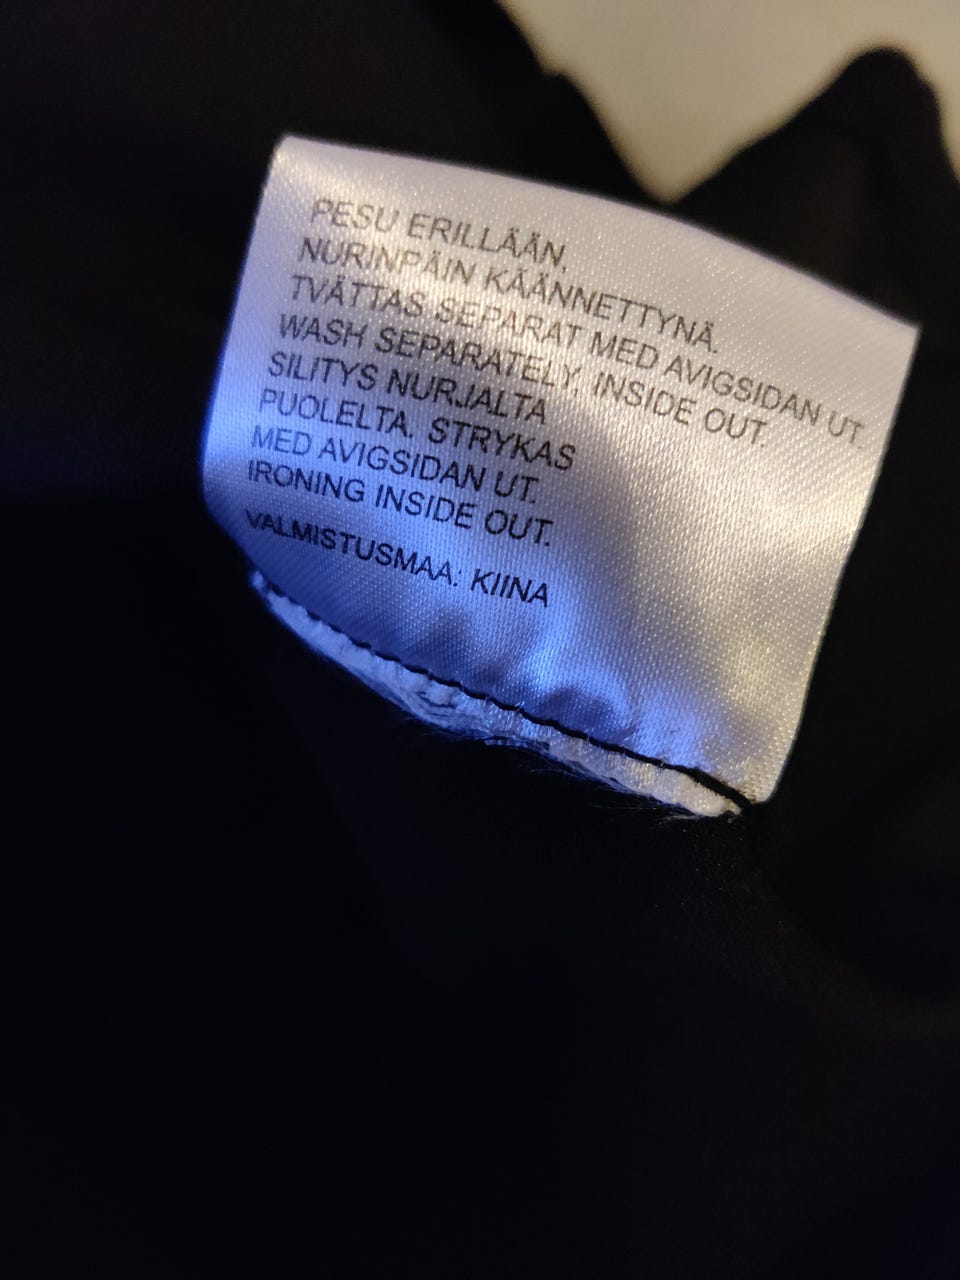 PESU ERILLÄÄN,
NURINPÄIN KÄÄNNETTYNÄ.
TVÄTTAS SEPARAT MED AVIGSIDAN UT.
WASH SEPARATELY, INSIDE OUT.
SILITYS NURJALTA
PUOLELTA. STRYKAS
MED AVIGSIDAN UT.
IRONING INSIDE OUT.
VALMISTUSMAA: KIINA